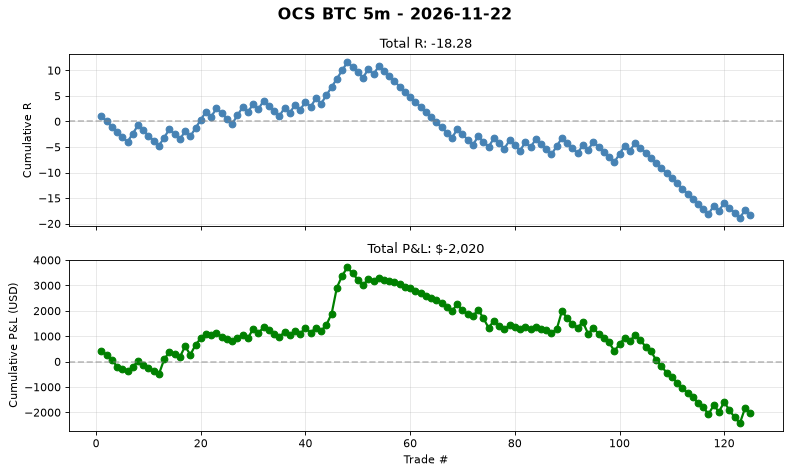 OCS BTC 5m - 2026-11-22
Total R: -18.28
Cumulative R
10
5
0
−5
−10
−15
−20
Total P&L: $-2,020
Cumulative P&L (USD)
4000
3000
2000
1000
0
−1000
−2000
0 20 40 60 80 100 120
Trade #